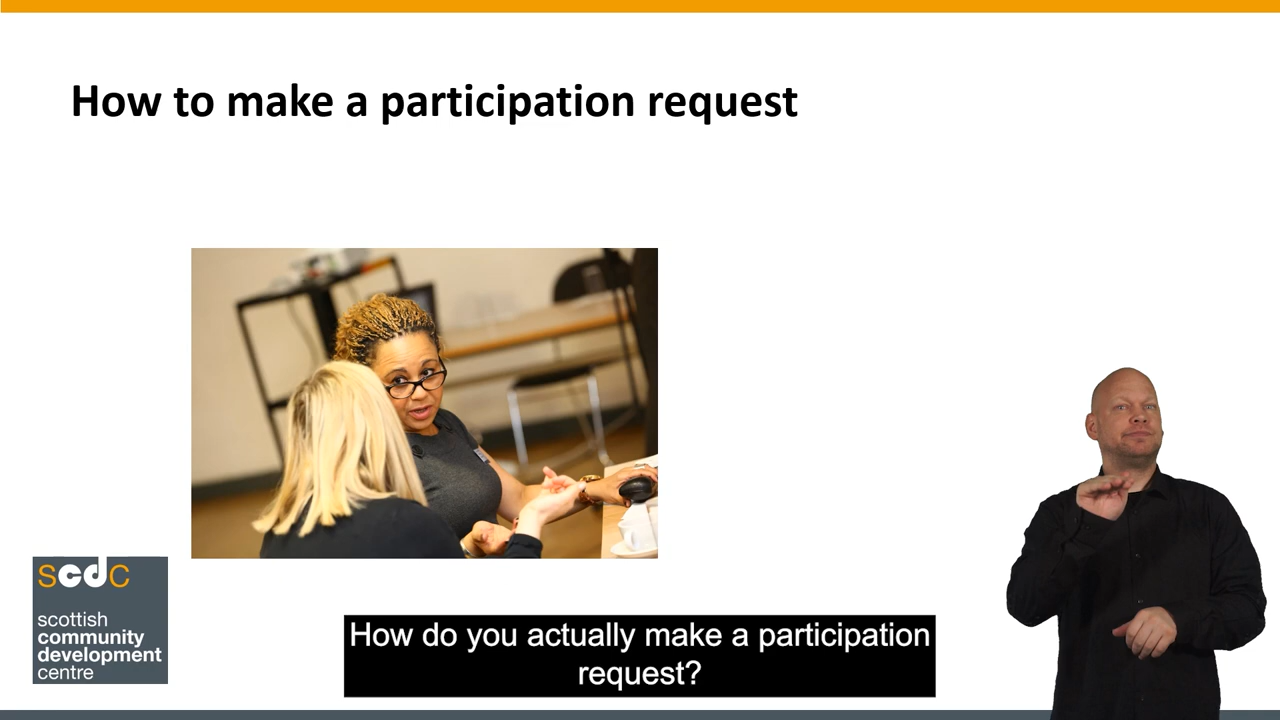 How to make a participation request
scdc
scottish
community
development
centre
How do you actually make a participation
request?